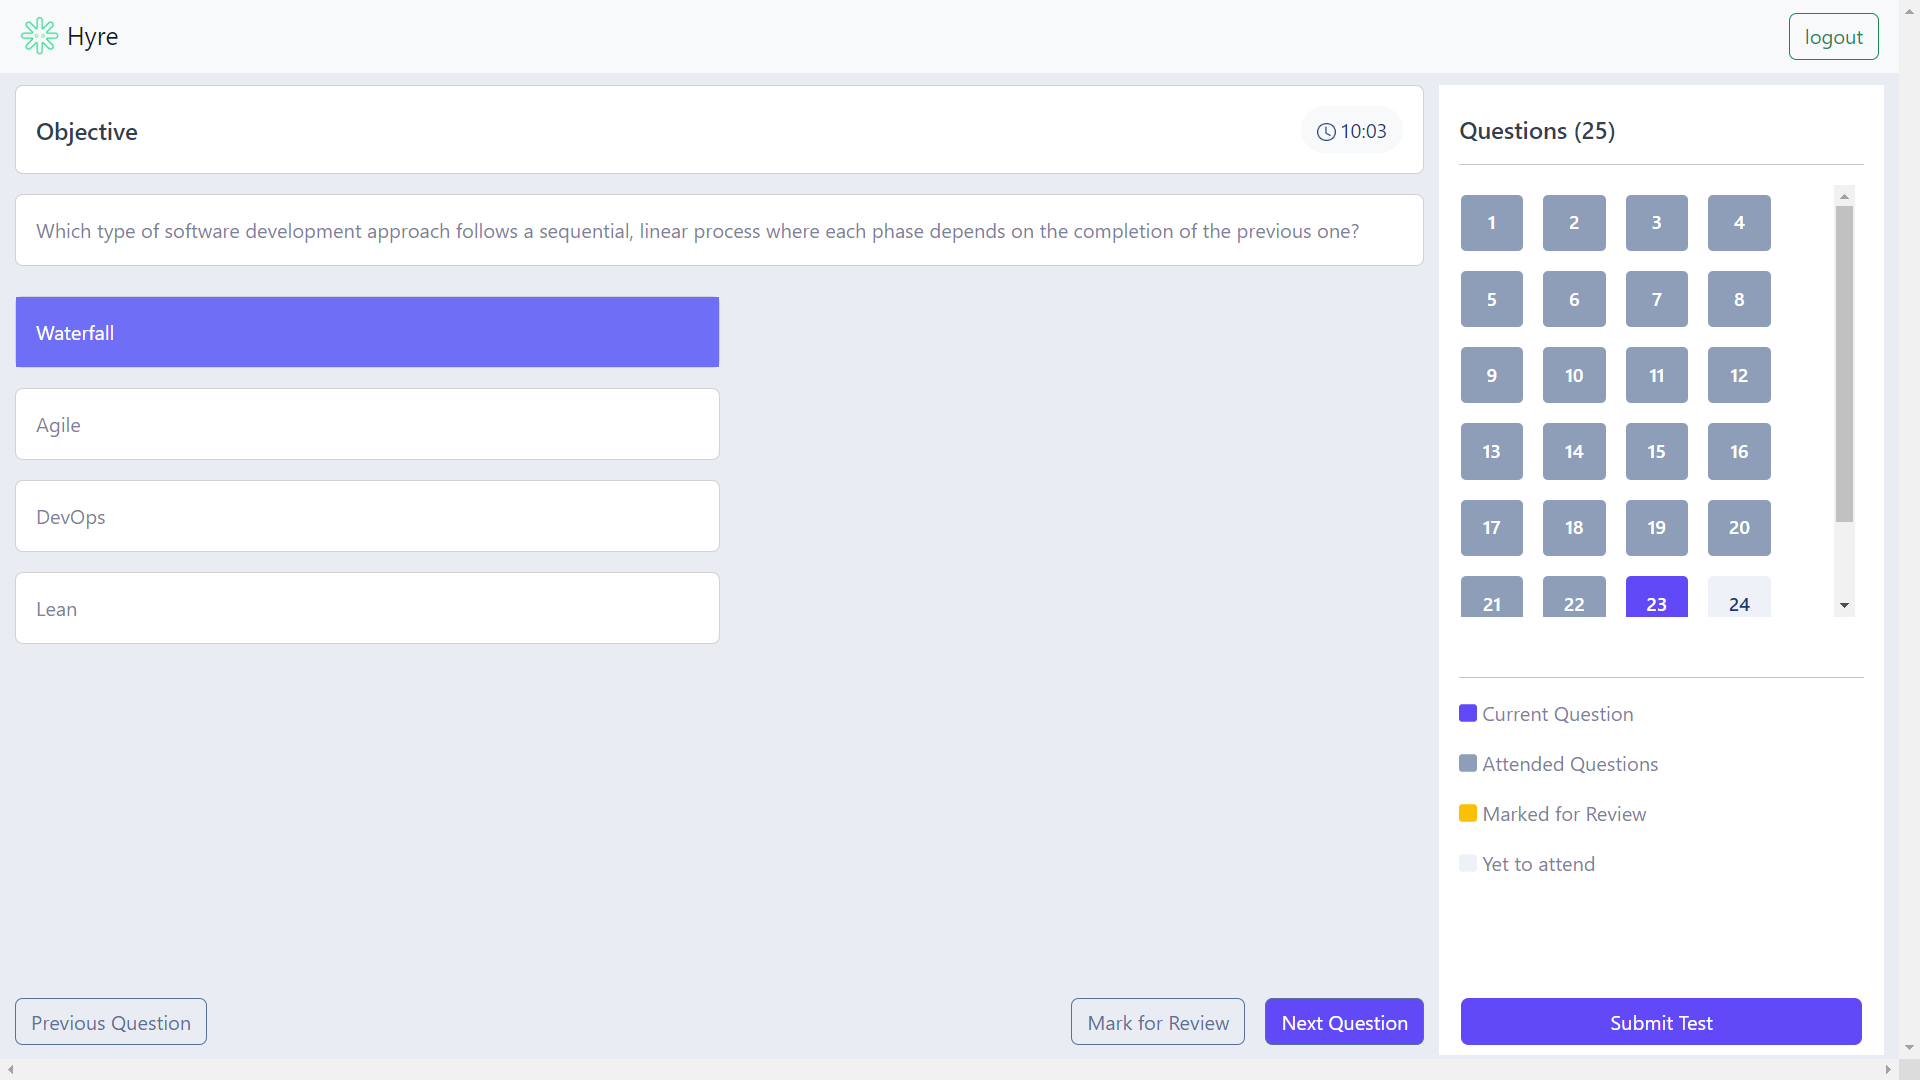 Hyre
logout
Objective
10:03
Which type of software development approach follows a sequential, linear process where each phase depends on the completion of the previous one?
Waterfall
Agile
DevOps
Lean
Previous Question
Mark for Review
Next Question
Questions (25)
1 2 3 4
5 6 7 8
9 10 11 12
13 14 15 16
17 18 19 20
21 22 23 24
Current Question
Attended Questions
Marked for Review
Yet to attend
Submit Test